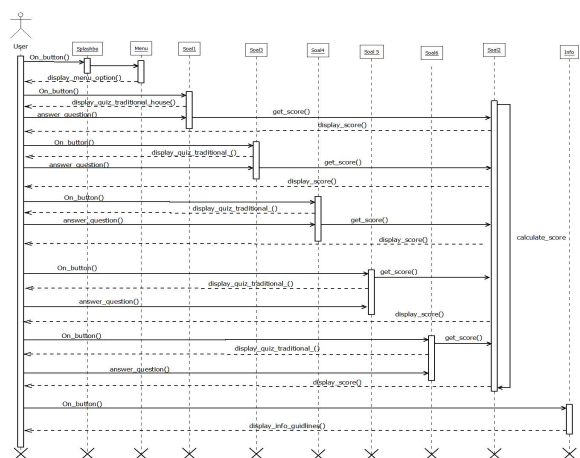 User
Splashke
Menu
Soal1
Soal3
Soal4
Soal 5
Soal6
Soal2
Info
On_button()
display_menu_option()
On_button()
display_quiz_traditional_house()
answer_question()
get_score()
display_score()
On_button()
display_quiz_traditional_()
answer_question()
get_score()
display_score()
On_button()
display_quiz_traditional_()
answer_question()
get_score()
display_score()
calculate_score
On_button()
get_score()
display_quiz_traditional_()
answer_question()
display_score()
On_button()
get_score()
display_quiz_traditional_()
answer_question()
display_score()
On_button()
display_info_guidlines()